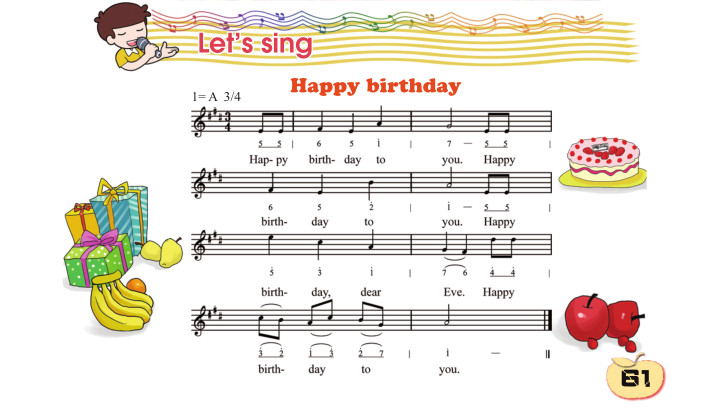 Let's sing
Happy birthday
1= A 3/4
5 5 | 6 5 i | 7 — 5 5 |
Hap- py birth- day to you. Happy
6 5 2 | i — 5 5 |
birth- day to you. Happy
5 3 i | 7 6 4 4 |
birth- day, dear Eve. Happy
3 2 i 3 2 7 | i — ||
birth- day to you.
61